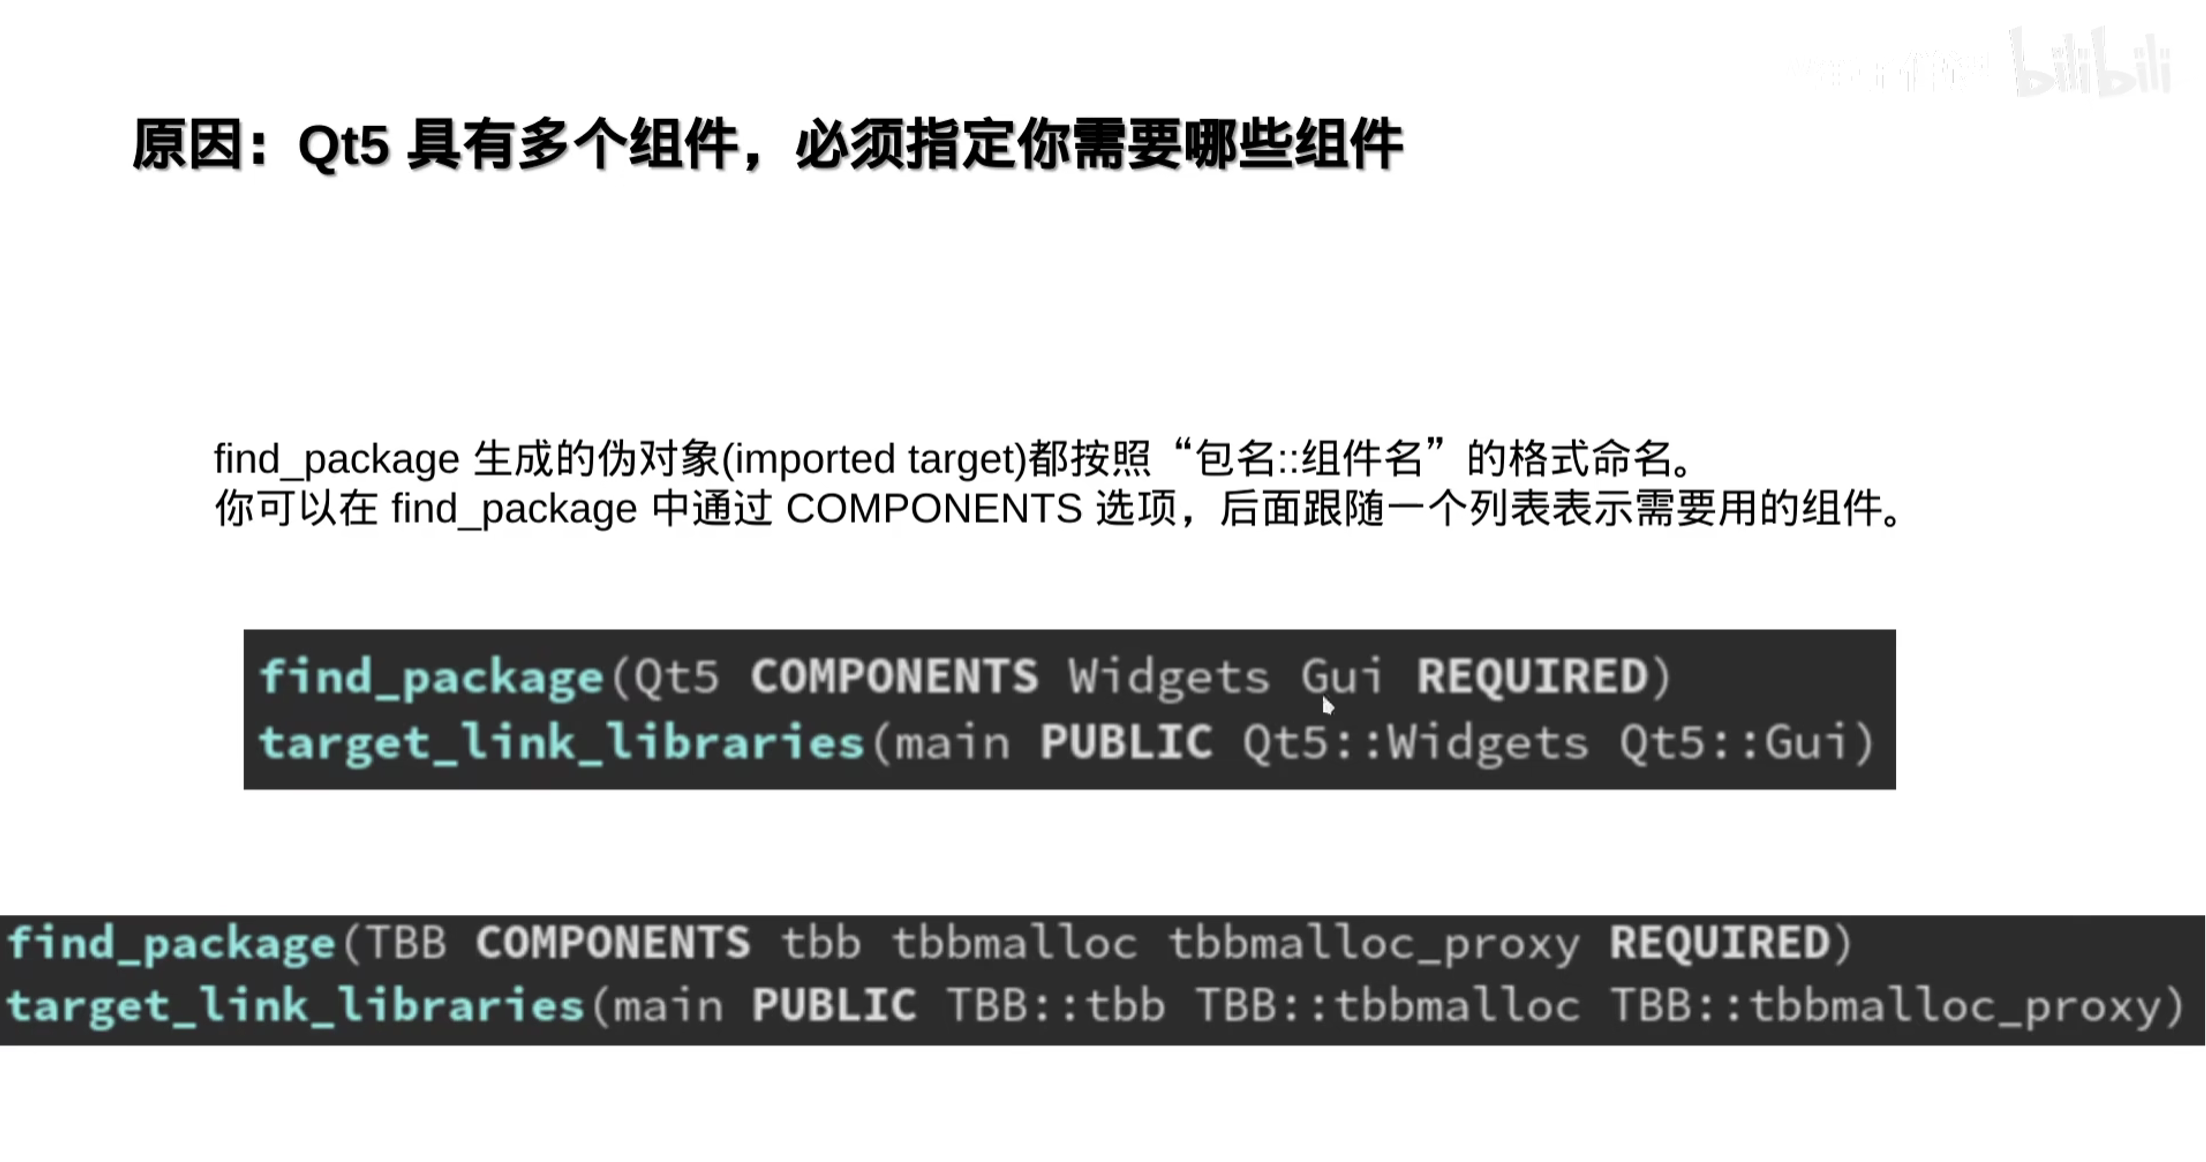 bilibili
原因：Qt5 具有多个组件，必须指定你需要哪些组件
find_package 生成的伪对象(imported target)都按照“包名::组件名”的格式命名。
你可以在 find_package 中通过 COMPONENTS 选项，后面跟随一个列表表示需要用的组件。
find_package(Qt5 COMPONENTS Widgets Gui REQUIRED)
target_link_libraries(main PUBLIC Qt5::Widgets Qt5::Gui)
find_package(TBB COMPONENTS tbb tbbmalloc tbbmalloc_proxy REQUIRED)
target_link_libraries(main PUBLIC TBB::tbb TBB::tbbmalloc TBB::tbbmalloc_proxy)